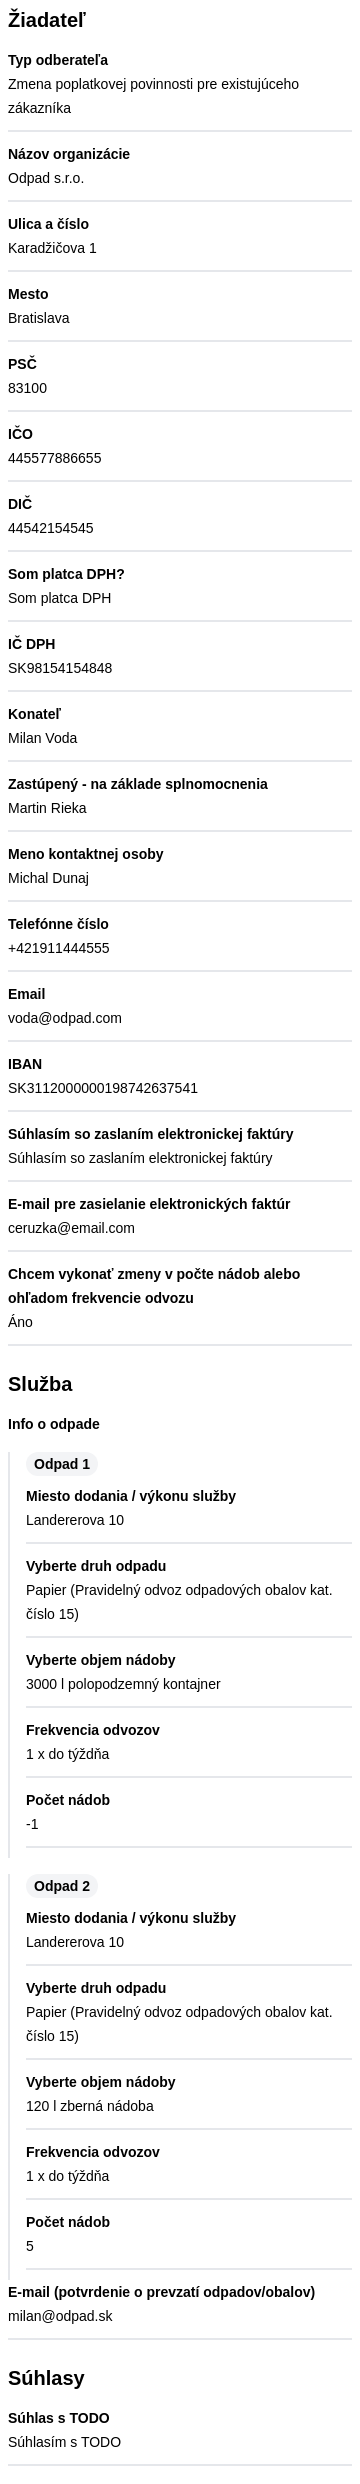 Žiadateľ
Typ odberateľa
Zmena poplatkovej povinnosti pre existujúceho
zákazníka
Názov organizácie
Odpad s.r.o.
Ulica a číslo
Karadžičova 1
Mesto
Bratislava
PSČ
83100
IČO
445577886655
DIČ
44542154545
Som platca DPH?
Som platca DPH
IČ DPH
SK98154154848
Konateľ
Milan Voda
Zastúpený - na základe splnomocnenia
Martin Rieka
Meno kontaktnej osoby
Michal Dunaj
Telefónne číslo
+421911444555
Email
voda@odpad.com
IBAN
SK3112000000198742637541
Súhlasím so zaslaním elektronickej faktúry
Súhlasím so zaslaním elektronickej faktúry
E-mail pre zasielanie elektronických faktúr
ceruzka@email.com
Chcem vykonať zmeny v počte nádob alebo
ohľadom frekvencie odvozu
Áno
Služba
Info o odpade
Odpad 1
Miesto dodania / výkonu služby
Landererova 10
Vyberte druh odpadu
Papier (Pravidelný odvoz odpadových obalov kat.
číslo 15)
Vyberte objem nádoby
3000 l polopodzemný kontajner
Frekvencia odvozov
1 x do týždňa
Počet nádob
-1
Odpad 2
Miesto dodania / výkonu služby
Landererova 10
Vyberte druh odpadu
Papier (Pravidelný odvoz odpadových obalov kat.
číslo 15)
Vyberte objem nádoby
120 l zberná nádoba
Frekvencia odvozov
1 x do týždňa
Počet nádob
5
E-mail (potvrdenie o prevzatí odpadov/obalov)
milan@odpad.sk
Súhlasy
Súhlas s TODO
Súhlasím s TODO